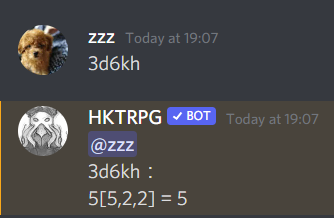 zzz Today at 19:07
3d6kh
HKTRPG ✓ BOT Today at 19:07
@zzz
3d6kh：
5[5,2,2] = 5